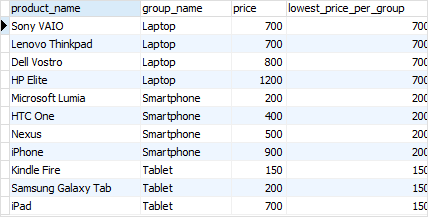 product_name group_name price lowest_price_per_group
Sony VAIO Laptop 700 700
Lenovo Thinkpad Laptop 700 700
Dell Vostro Laptop 800 700
HP Elite Laptop 1200 700
Microsoft Lumia Smartphone 200 200
HTC One Smartphone 400 200
Nexus Smartphone 500 200
iPhone Smartphone 900 200
Kindle Fire Tablet 150 150
Samsung Galaxy Tab Tablet 200 150
iPad Tablet 700 150